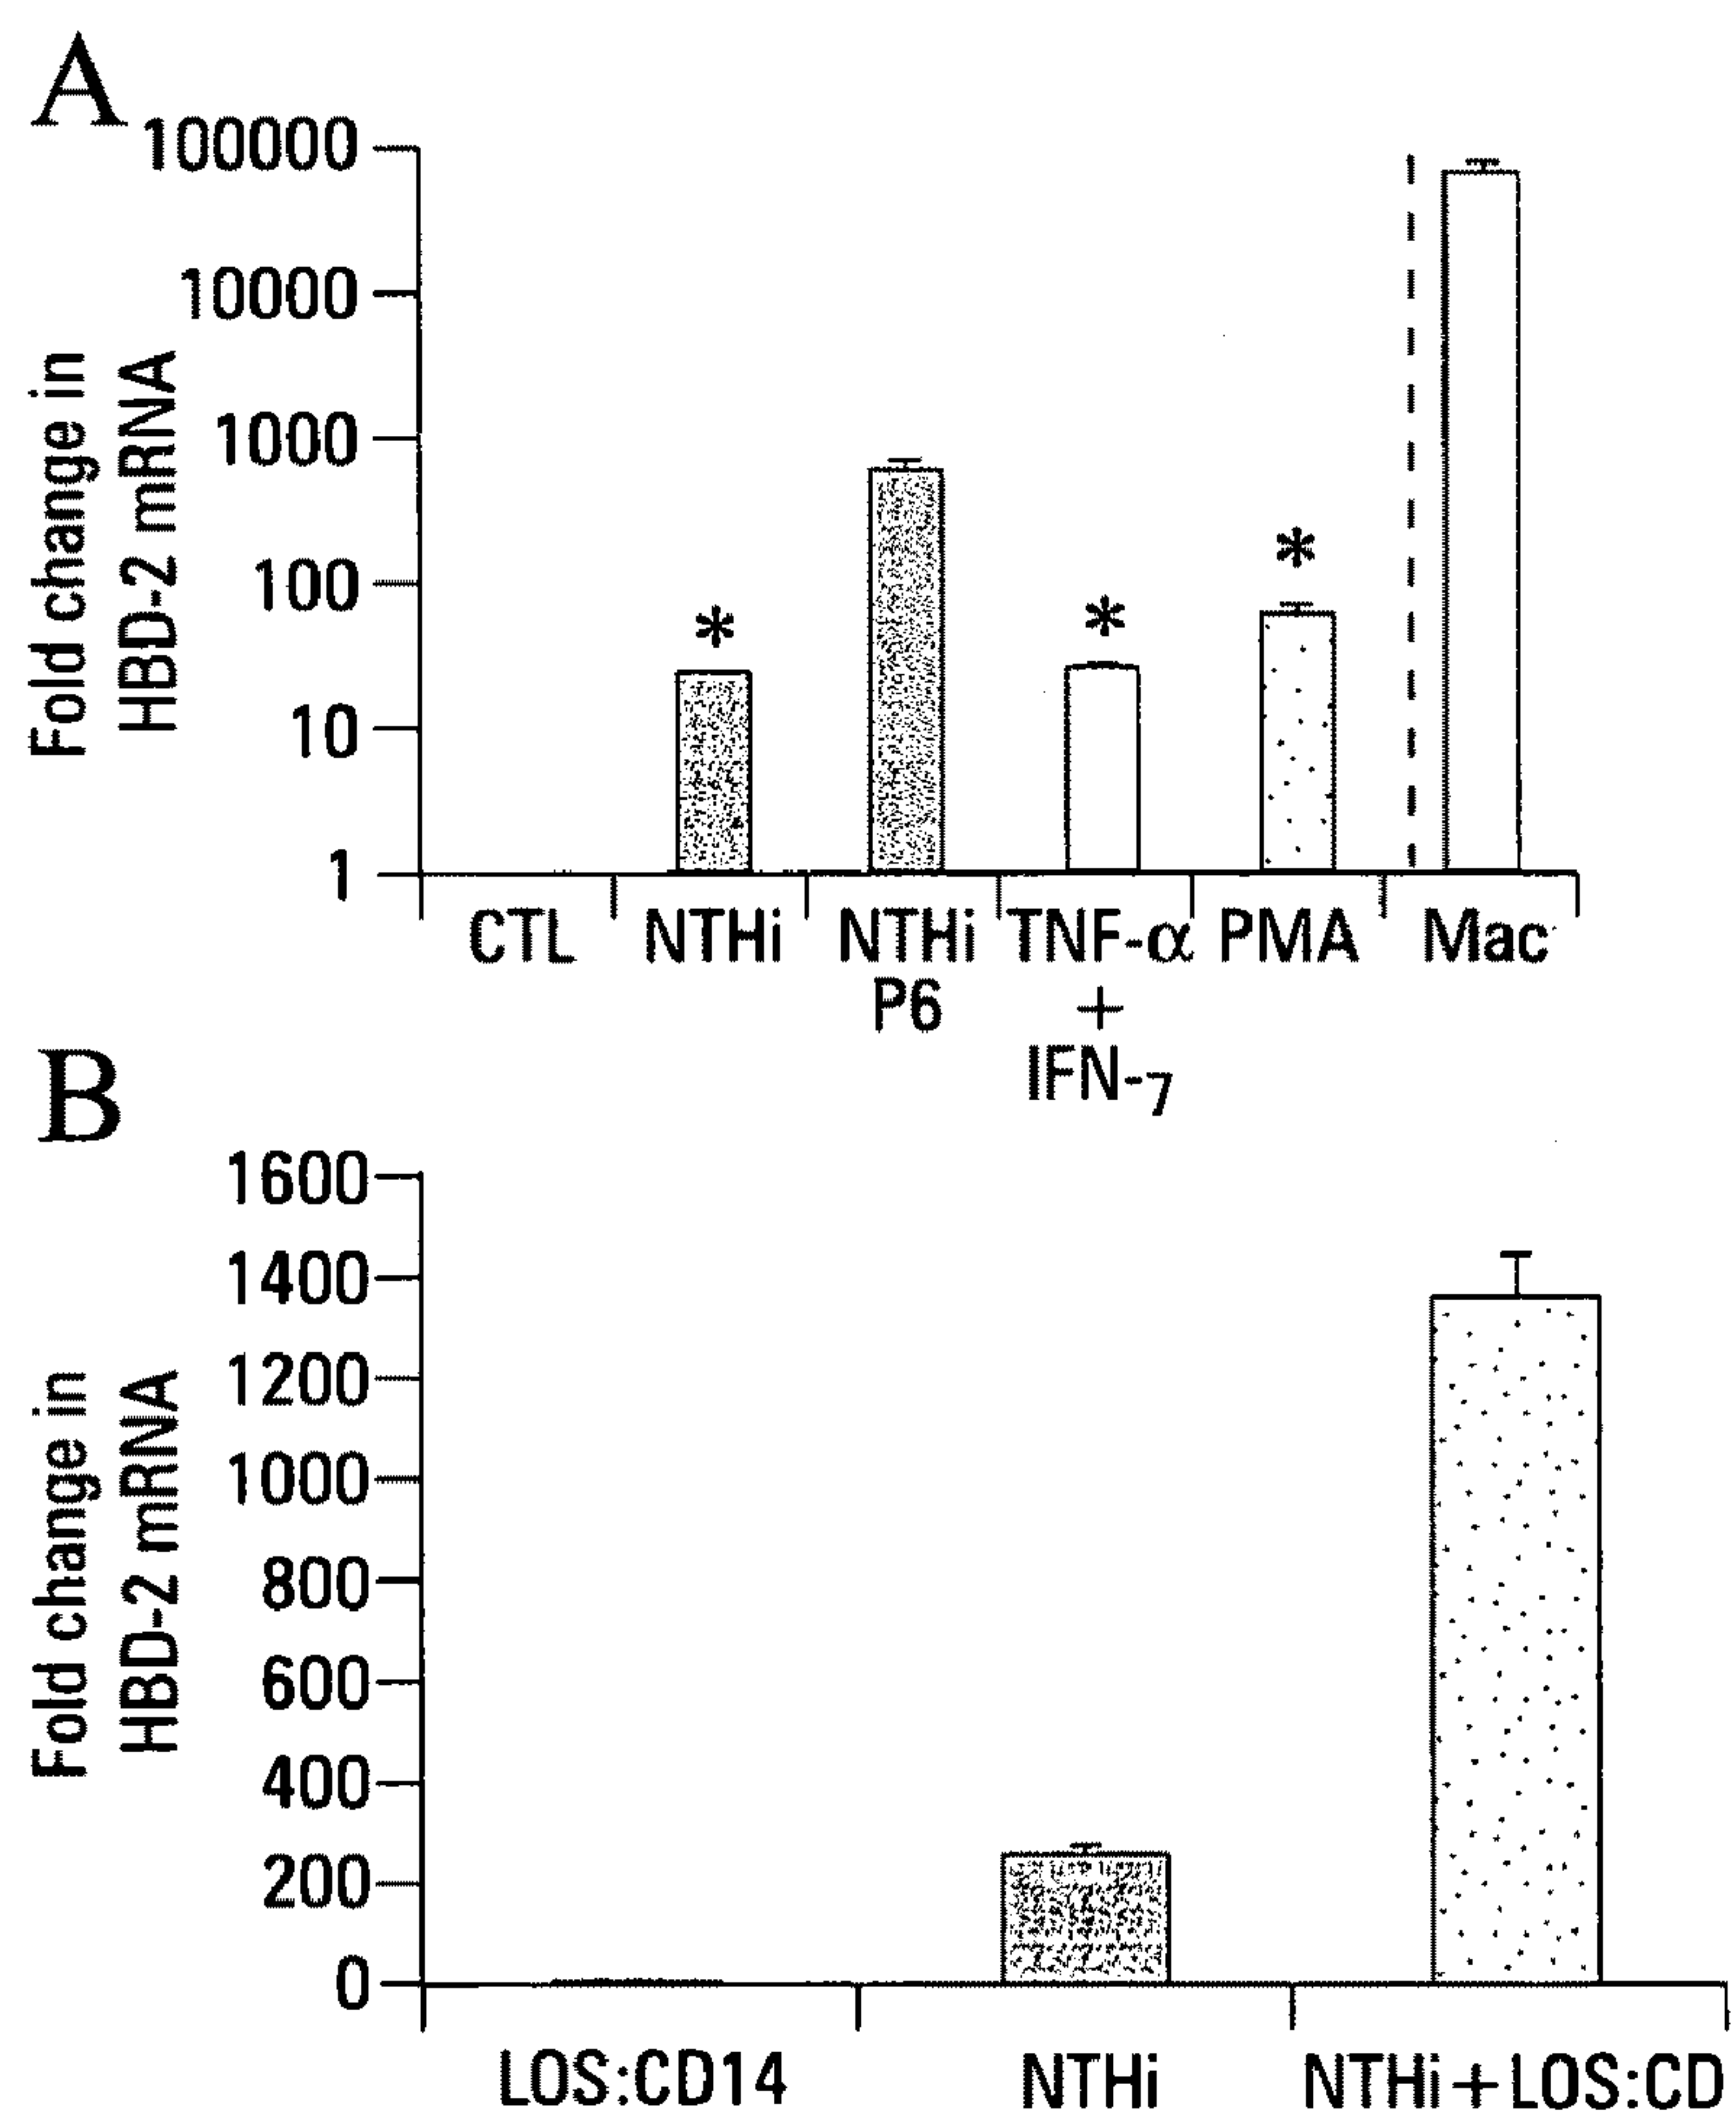 A
100000
10000
1000
100
10
1
Fold change in
HBD-2 mRNA
*
*
*
CTL NTHi NTHi TNF-α PMA Mac
P6 +
IFN-7
B
1600
1400
1200
1000
800
600
400
200
0
Fold change in
HBD-2 mRNA
LOS:CD14 NTHi NTHi+LOS:CD